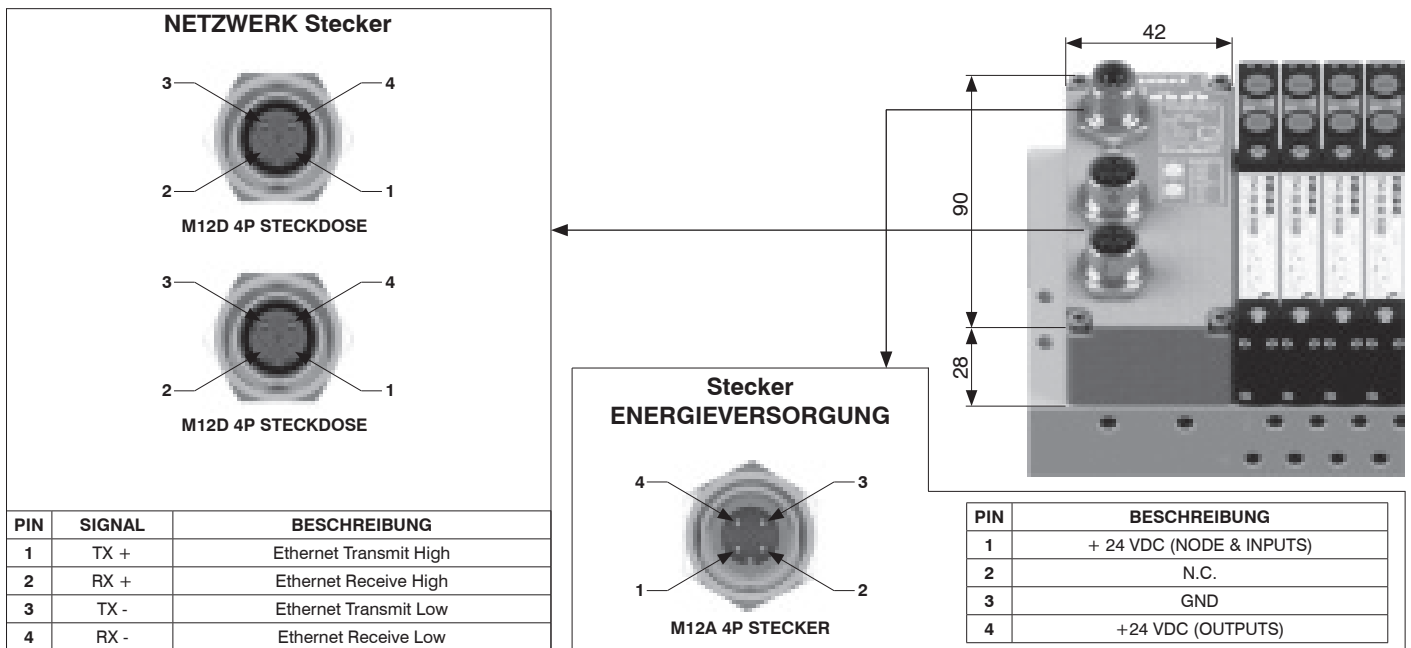 NETZWERK Stecker
3
4
2
1
M12D 4P STECKDOSE
3
4
2
1
M12D 4P STECKDOSE
PIN SIGNAL BESCHREIBUNG
1 TX + Ethernet Transmit High
2 RX + Ethernet Receive High
3 TX - Ethernet Transmit Low
4 RX - Ethernet Receive Low
42
90
28
Stecker
ENERGIEVERSORGUNG
4
3
1
2
M12A 4P STECKER
PIN BESCHREIBUNG
1 + 24 VDC (NODE & INPUTS)
2 N.C.
3 GND
4 +24 VDC (OUTPUTS)